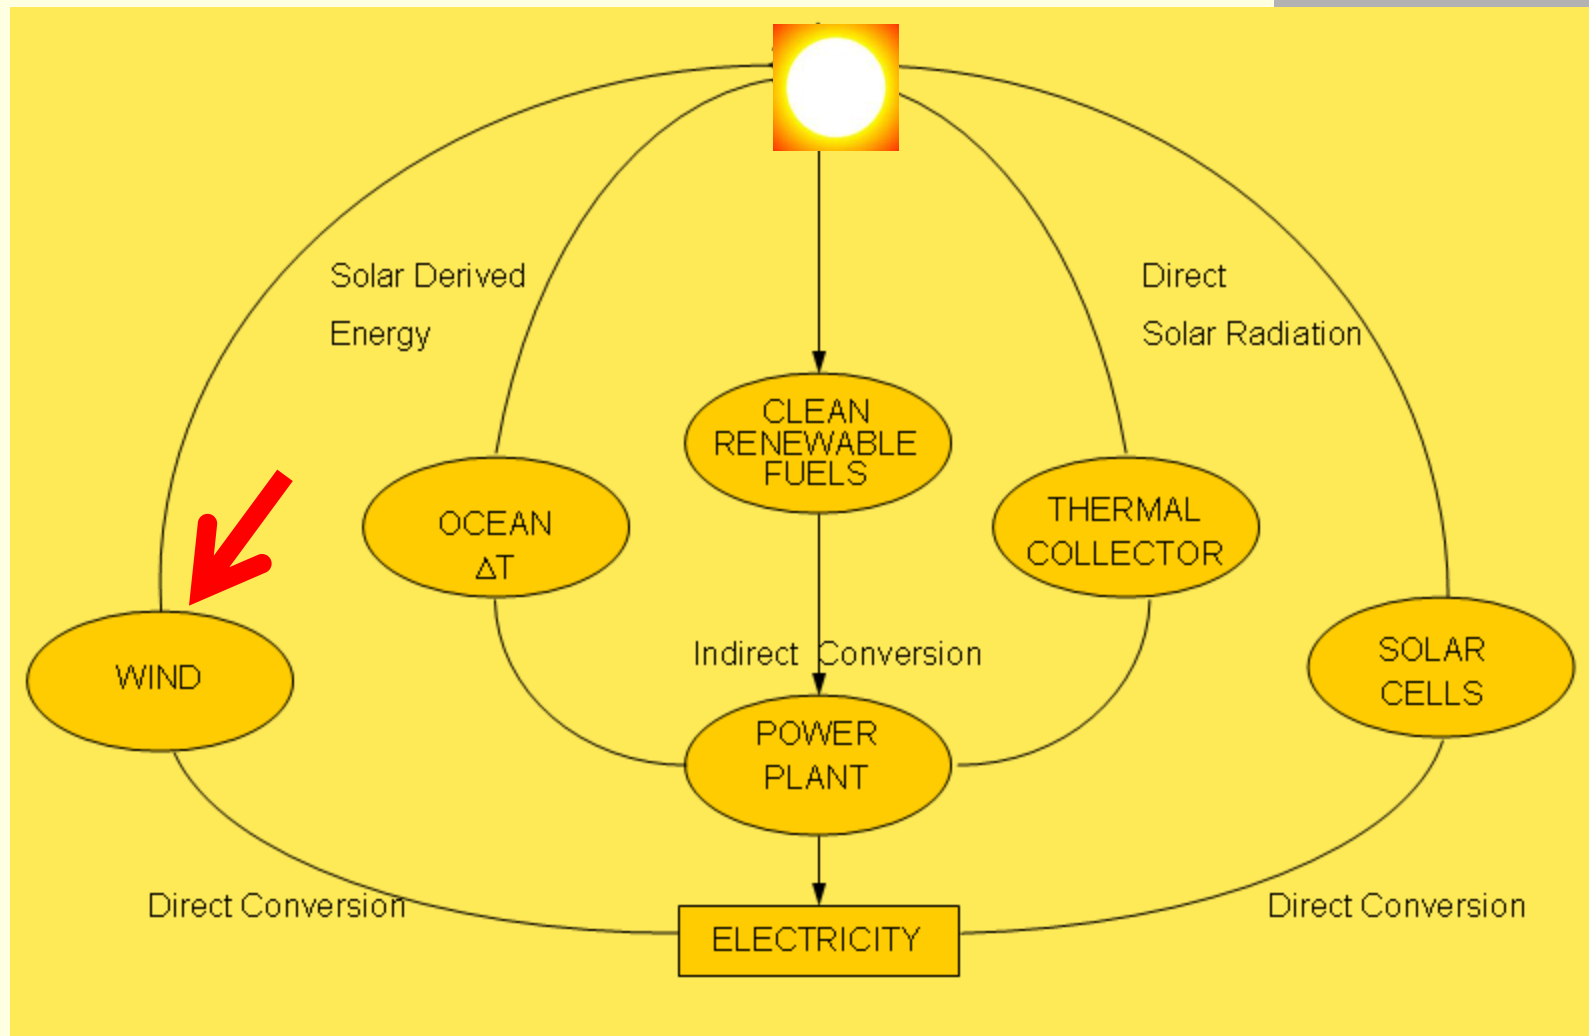 Solar Derived
Energy
Direct
Solar Radiation
CLEAN
RENEWABLE
FUELS
OCEAN
ΔT
THERMAL
COLLECTOR
WIND
Indirect Conversion
SOLAR
CELLS
POWER
PLANT
Direct Conversion
Direct Conversion
ELECTRICITY